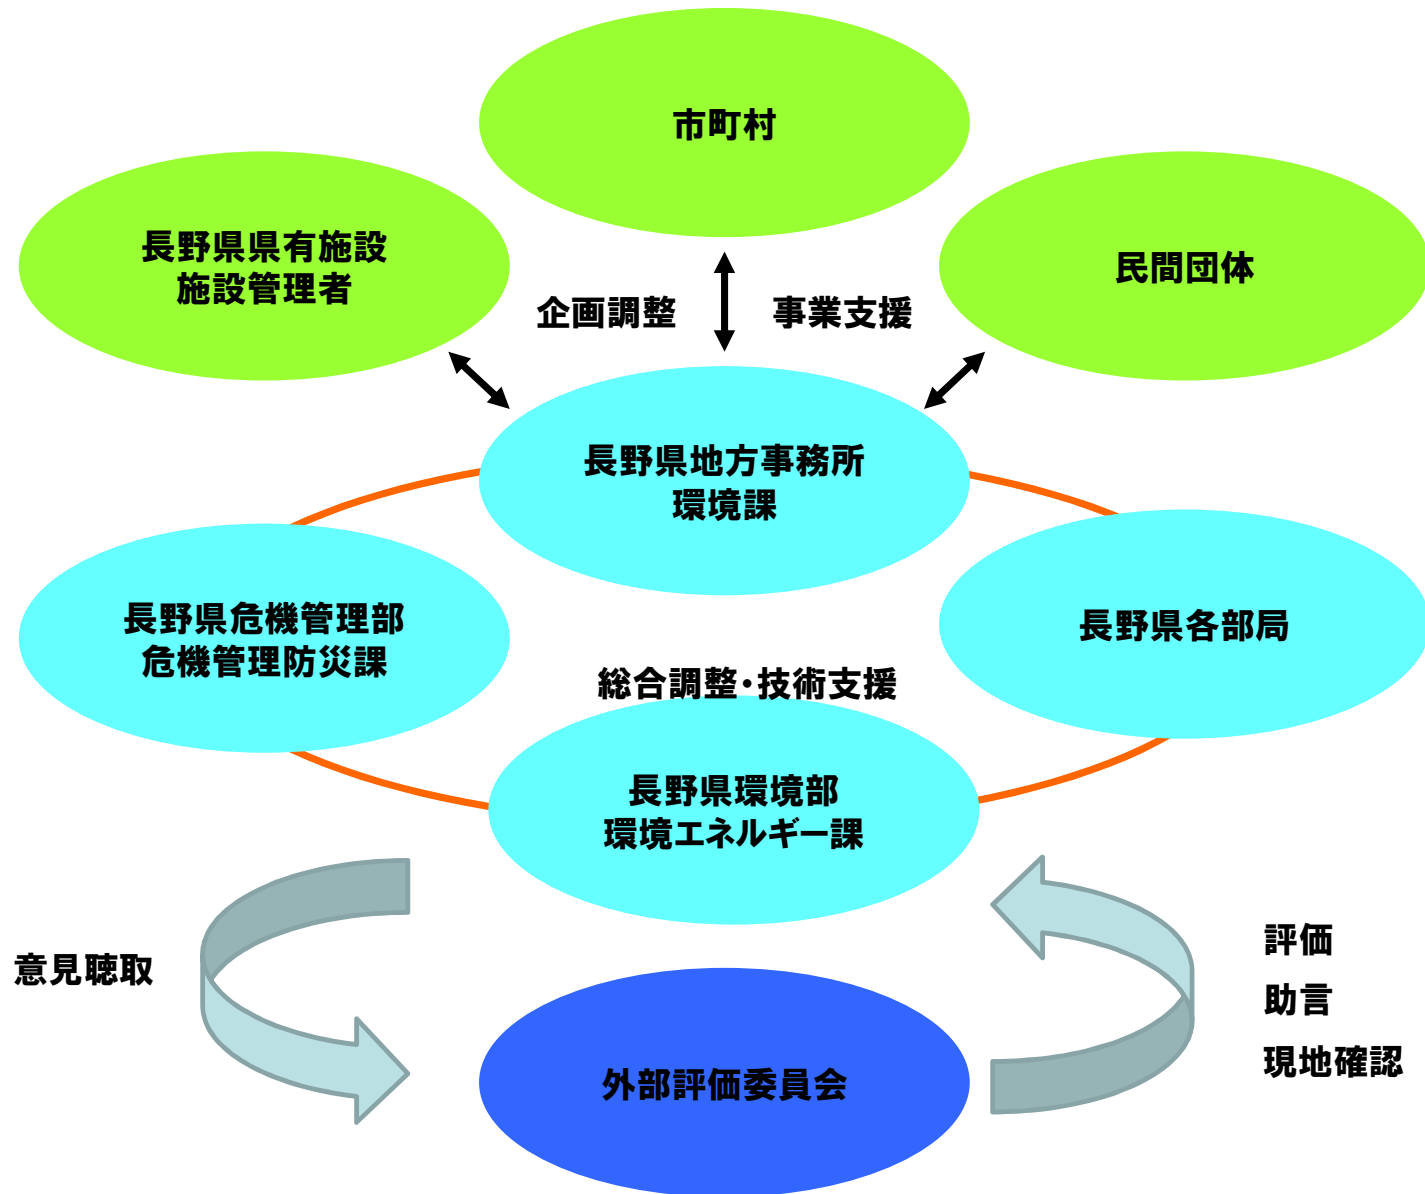 市町村
長野県県有施設
施設管理者
民間団体
企画調整
事業支援
長野県地方事務所
環境課
長野県危機管理部
危機管理防災課
長野県各部局
総合調整・技術支援
長野県環境部
環境エネルギー課
意見聴取
評価
助言
現地確認
外部評価委員会